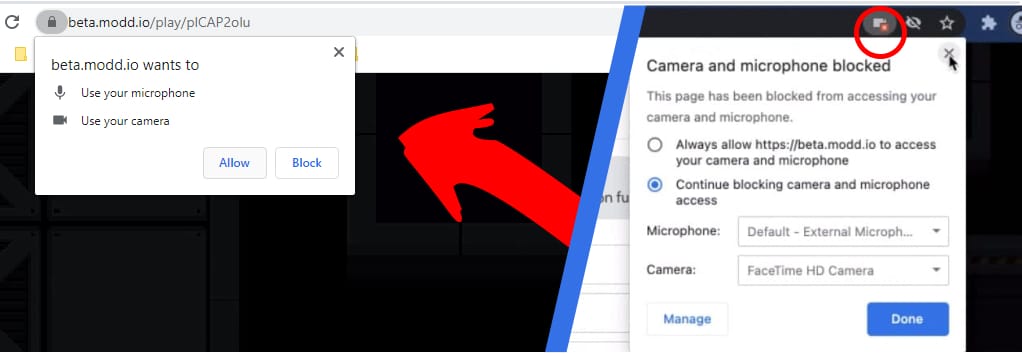 beta.modd.io/play/pICAP2olu
beta.modd.io wants to
Use your microphone
Use your camera
Allow
Block
Camera and microphone blocked
This page has been blocked from accessing your
camera and microphone.
Always allow https://beta.modd.io to access
your camera and microphone
Continue blocking camera and microphone
access
on fu
Microphone:
Default - External Microph...
Camera:
FaceTime HD Camera
Manage
Done